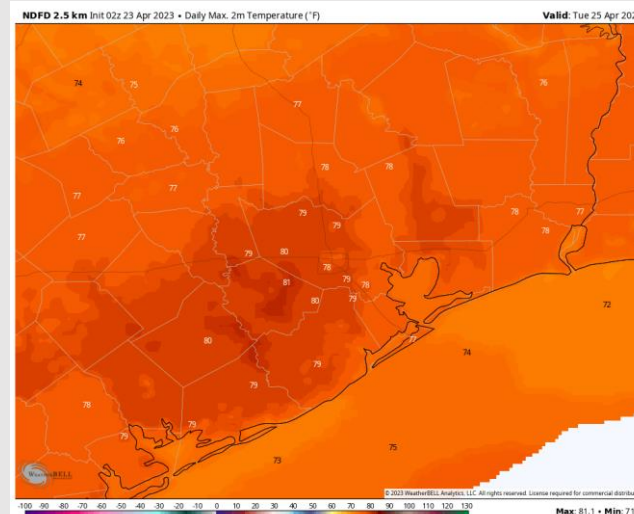 NDFD 2.5 km Init 02z 23 Apr 2023 • Daily Max. 2m Temperature (°F) Valid: Tue 25 Apr 202
74 75 76
77
76 76
78 78
77 77
79 78 77
77 79 78
79 80
78
81 79 78
80 79 72
80 77
74
79
79
78
79
79
75
73
WeatherBELL
© 2023 WeatherBELL Analytics, LLC. All rights reserved. License required for commercial distribu
-100 -90 -80 -70 -60 -50 -40 -30 -20 -10 0 10 20 30 40 50 60 70 80 90 100 110 120 130
Max: 81.1 • Min: 71